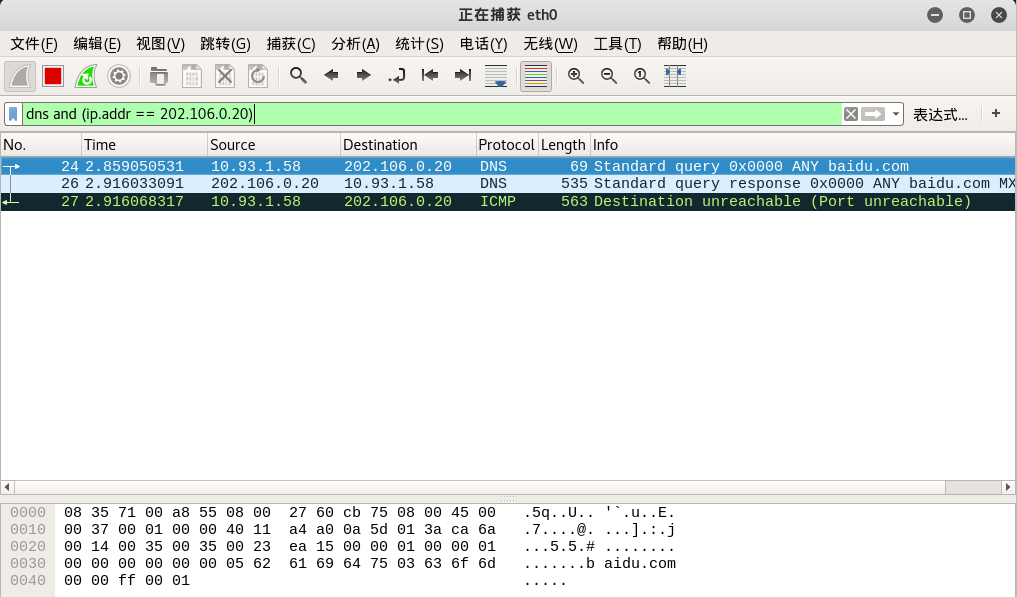 正在捕获 eth0
文件(F) 编辑(E) 视图(V) 跳转(G) 捕获(C) 分析(A) 统计(S) 电话(Y) 无线(W) 工具(T) 帮助(H)
dns and (ip.addr == 202.106.0.20) 表达式… +
No. Time Source Destination Protocol Length Info
24 2.859050531 10.93.1.58 202.106.0.20 DNS 69 Standard query 0x0000 ANY baidu.com
26 2.916033091 202.106.0.20 10.93.1.58 DNS 535 Standard query response 0x0000 ANY baidu.com MX
27 2.916068317 10.93.1.58 202.106.0.20 ICMP 563 Destination unreachable (Port unreachable)
0000 08 35 71 00 a8 55 08 00 27 60 cb 75 08 00 45 00 .5q..U.. '`.u..E.
0010 00 37 00 01 00 00 40 11 a4 a0 0a 5d 01 3a ca 6a .7....@. ...].:.j
0020 00 14 00 35 00 35 00 23 ea 15 00 00 01 00 00 01 ...5.5.# ........
0030 00 00 00 00 00 00 05 62 61 69 64 75 03 63 6f 6d .......b aidu.com
0040 00 00 ff 00 01 .....